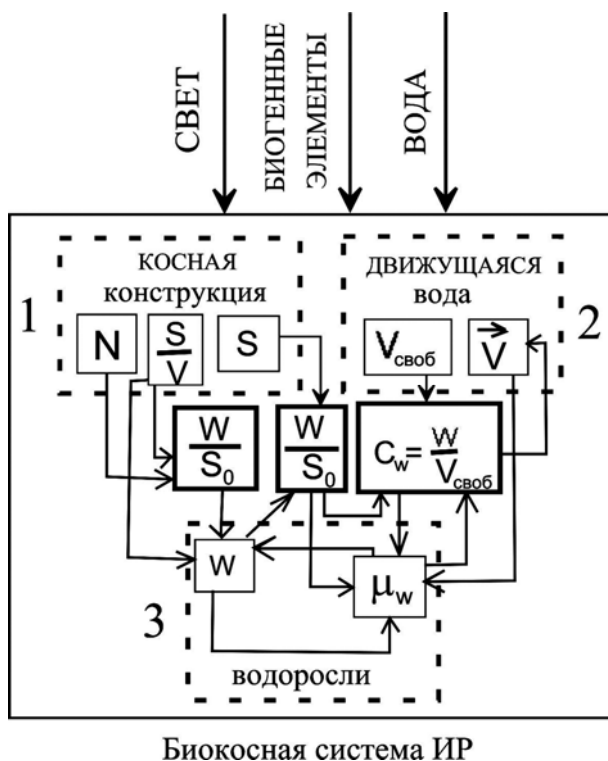 СВЕТ
БИОГЕННЫЕ
ЭЛЕМЕНТЫ
ВОДА
КОСНАЯ
конструкция
ДВИЖУЩАЯСЯ
вода
1
2
N
S/V
S
Vсвоб
V⃗
W/S₀
W/S₀
Cw = W/Vсвоб
W
μw
3
водоросли
Биокосная система ИР